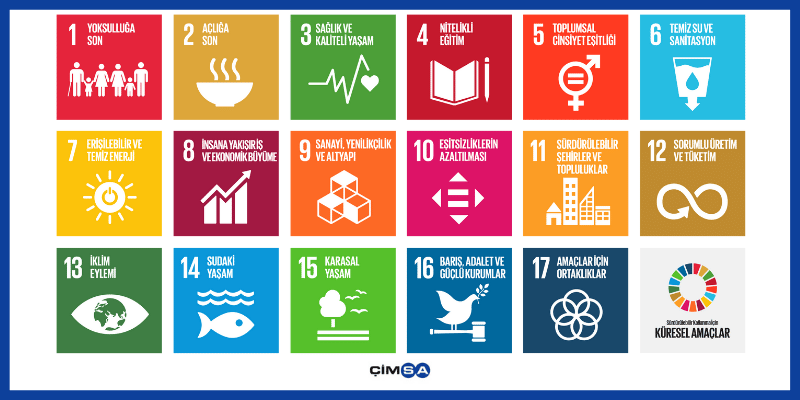 1 YOKSULLUĞA
SON
2 AÇLIĞA
SON
3 SAĞLIK VE
KALİTELİ YAŞAM
4 NİTELİKLİ
EĞİTİM
5 TOPLUMSAL
CİNSİYET EŞİTLİĞİ
6 TEMİZ SU VE
SANİTASYON
7 ERİŞİLEBİLİR VE
TEMİZ ENERJİ
8 İNSANA YAKIŞIR İŞ
VE EKONOMİK BÜYÜME
9 SANAYİ, YENİLİKÇİLİK
VE ALTYAPI
10 EŞİTSİZLİKLERİN
AZALTILMASI
11 SÜRDÜRÜLEBİLİR
ŞEHİRLER VE
TOPLULUKLAR
12 SORUMLU ÜRETİM
VE TÜKETİM
13 İKLİM
EYLEMİ
14 SUDAKİ
YAŞAM
15 KARASAL
YAŞAM
16 BARIŞ, ADALET VE
GÜÇLÜ KURUMLAR
17 AMAÇLAR İÇİN
ORTAKLIKLAR
Sürdürülebilir Kalkınma için
KÜRESEL AMAÇLAR
ÇİMSA